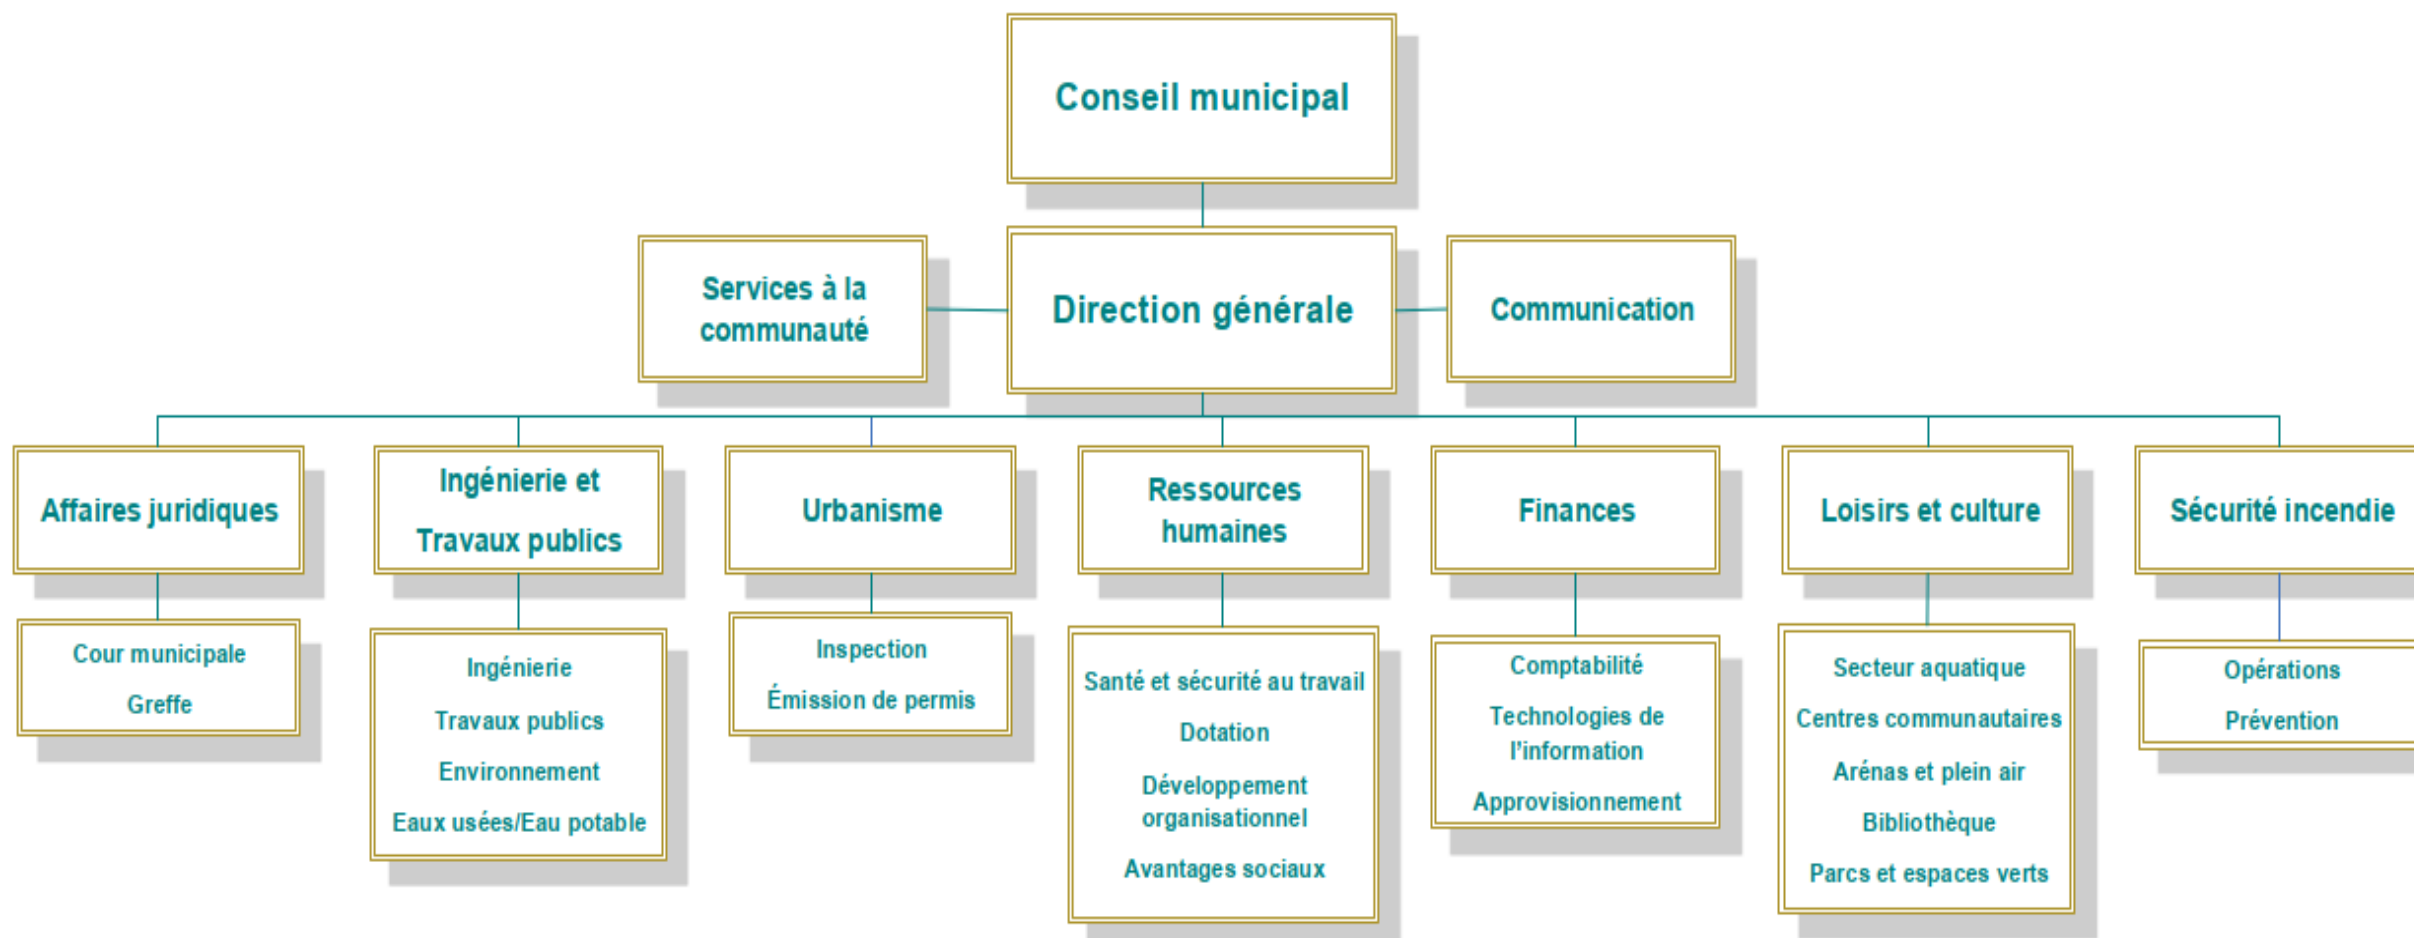 Conseil municipal
Services à la
communauté
Direction générale
Communication
Affaires juridiques
Ingénierie et
Travaux publics
Urbanisme
Ressources
humaines
Finances
Loisirs et culture
Sécurité incendie
Cour municipale
Greffe
Ingénierie
Travaux publics
Environnement
Eaux usées/Eau potable
Inspection
Émission de permis
Santé et sécurité au travail
Dotation
Développement
organisationnel
Avantages sociaux
Comptabilité
Technologies de
l'information
Approvisionnement
Secteur aquatique
Centres communautaires
Arénas et plein air
Bibliothèque
Parcs et espaces verts
Opérations
Prévention